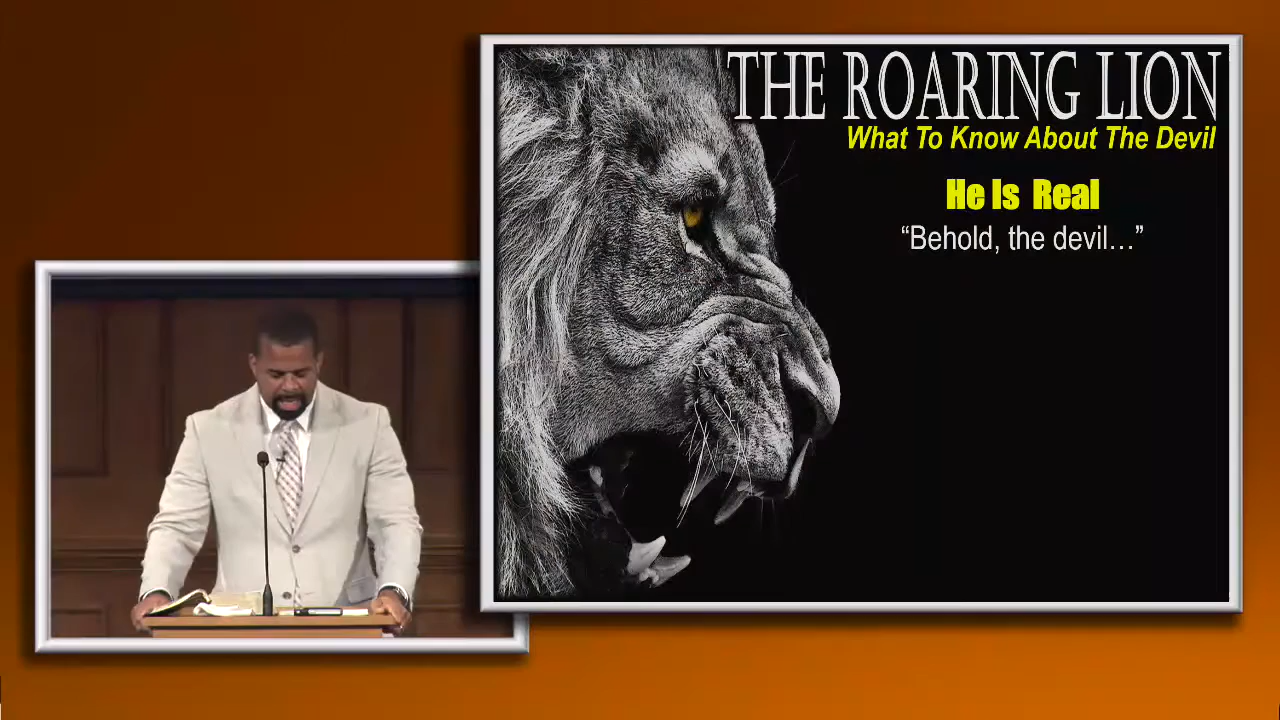 THE ROARING LION
What To Know About The Devil
He Is Real
“Behold, the devil…”